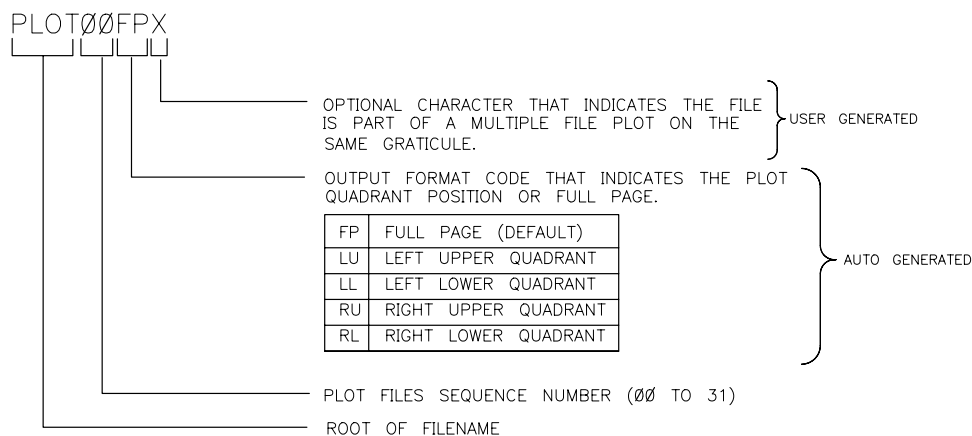 PLOTØØFPX
OPTIONAL CHARACTER THAT INDICATES THE FILE
IS PART OF A MULTIPLE FILE PLOT ON THE
SAME GRATICULE.
USER GENERATED
OUTPUT FORMAT CODE THAT INDICATES THE PLOT
QUADRANT POSITION OR FULL PAGE.
FP FULL PAGE (DEFAULT)
LU LEFT UPPER QUADRANT
LL LEFT LOWER QUADRANT
RU RIGHT UPPER QUADRANT
RL RIGHT LOWER QUADRANT
AUTO GENERATED
PLOT FILES SEQUENCE NUMBER (ØØ TO 31)
ROOT OF FILENAME